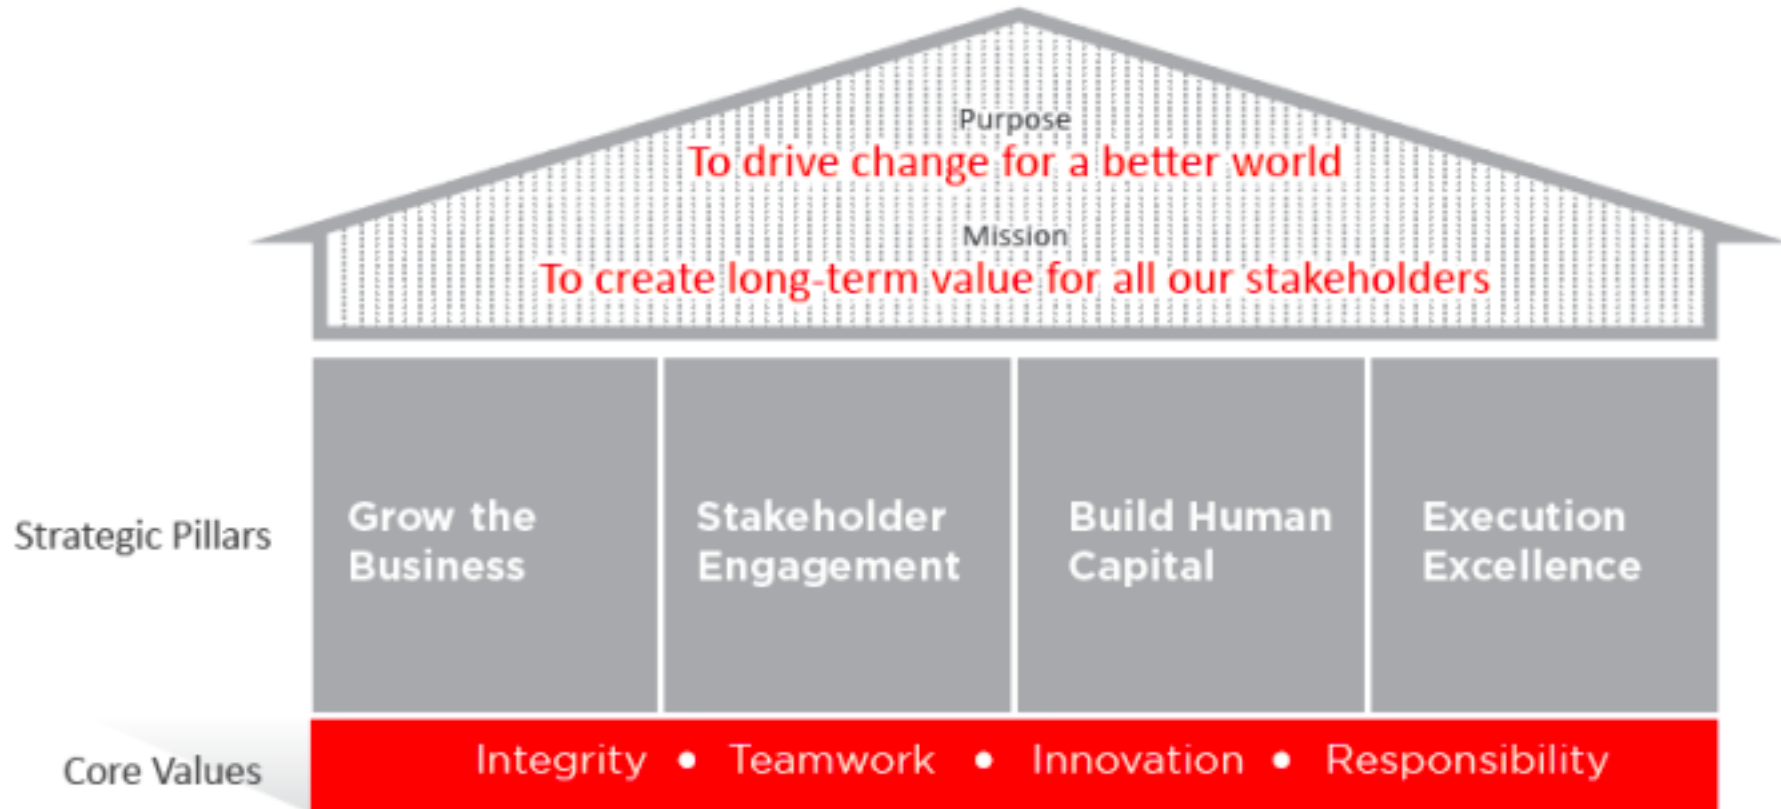 Purpose
To drive change for a better world
Mission
To create long-term value for all our stakeholders
Strategic Pillars
Grow the
Business
Stakeholder
Engagement
Build Human
Capital
Execution
Excellence
Core Values
Integrity • Teamwork • Innovation • Responsibility